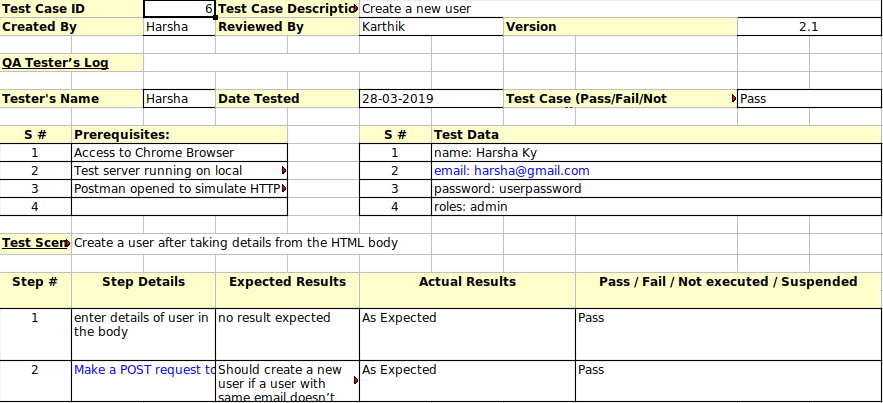 Test Case ID 6 Test Case Descriptio Create a new user
Created By Harsha Reviewed By Karthik Version 2.1
QA Tester’s Log
Tester's Name Harsha Date Tested 28-03-2019 Test Case (Pass/Fail/Not Pass
S # Prerequisites: S # Test Data
1 Access to Chrome Browser 1 name: Harsha Ky
2 Test server running on local 2 email: harsha@gmail.com
3 Postman opened to simulate HTTP 3 password: userpassword
4 4 roles: admin
Test Scen Create a user after taking details from the HTML body
Step # Step Details Expected Results Actual Results Pass / Fail / Not executed / Suspended
1 enter details of user in no result expected As Expected Pass
the body
2 Make a POST request to Should create a new As Expected Pass
user if a user with
same email doesn’t